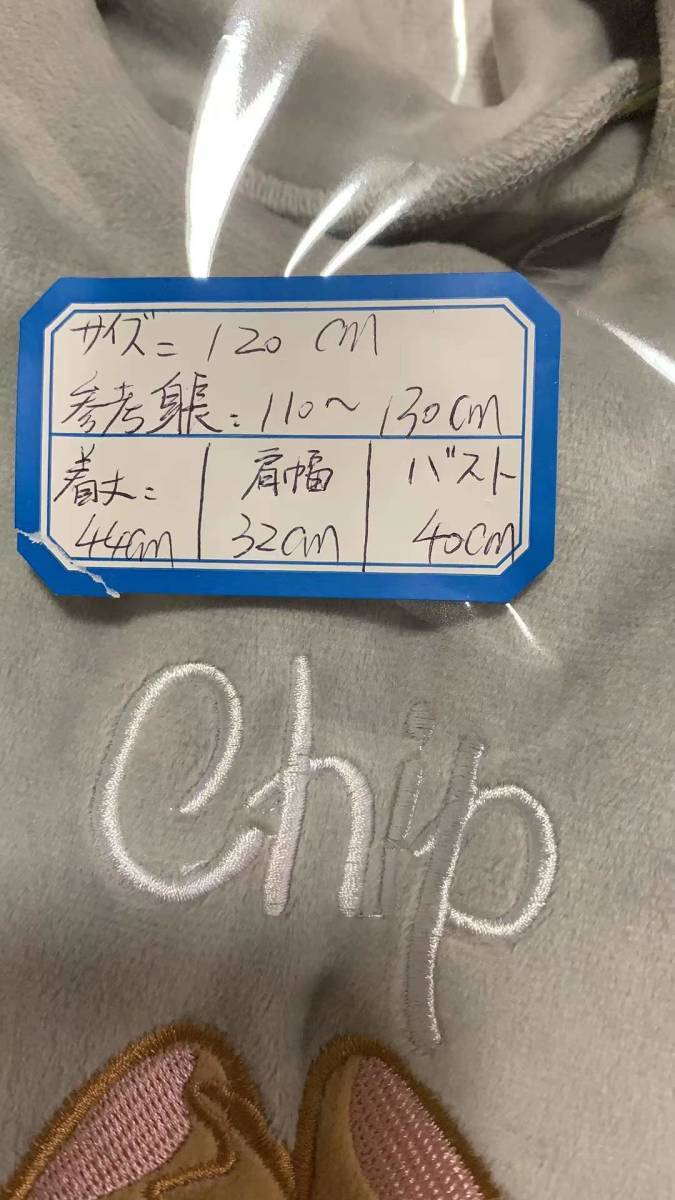 サイズ= 120 cm
参考身長: 110~130cm
着丈: 肩幅 バスト
44cm 32cm 40cm
Chip